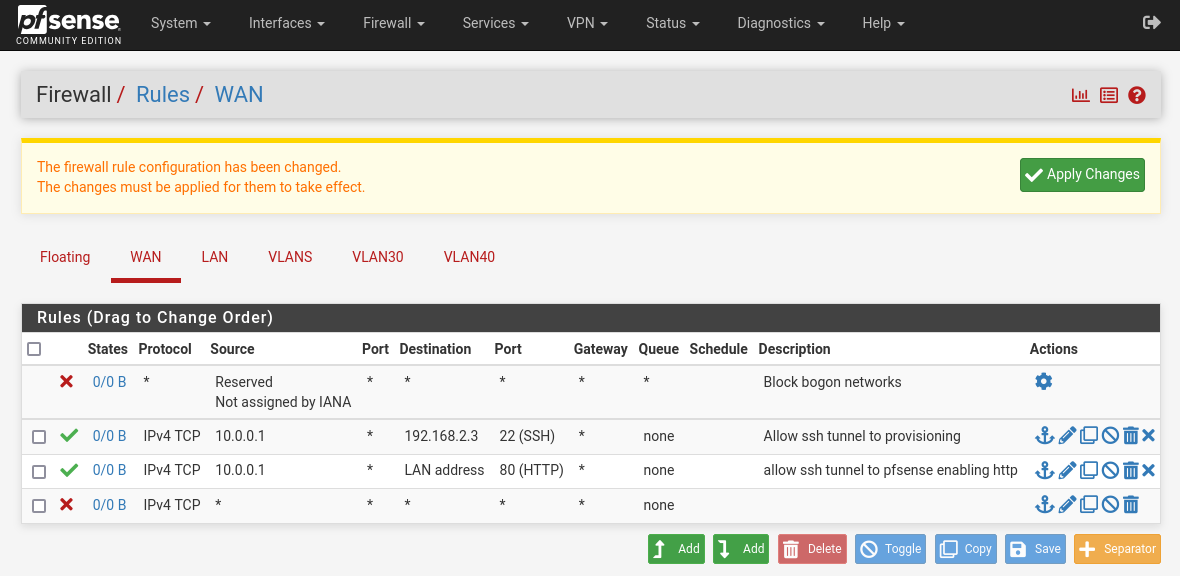 pfsense
COMMUNITY EDITION
System Interfaces Firewall Services VPN Status Diagnostics Help
Firewall / Rules / WAN
The firewall rule configuration has been changed.
The changes must be applied for them to take effect.
Apply Changes
Floating WAN LAN VLANS VLAN30 VLAN40
Rules (Drag to Change Order)
States Protocol Source Port Destination Port Gateway Queue Schedule Description Actions
0/0 B * Reserved * * * * * Block bogon networks
Not assigned by IANA
0/0 B IPv4 TCP 10.0.0.1 * 192.168.2.3 22 (SSH) * none Allow ssh tunnel to provisioning
0/0 B IPv4 TCP 10.0.0.1 * LAN address 80 (HTTP) * none allow ssh tunnel to pfsense enabling http
0/0 B IPv4 TCP * * * * * none
Add Add Delete Toggle Copy Save Separator